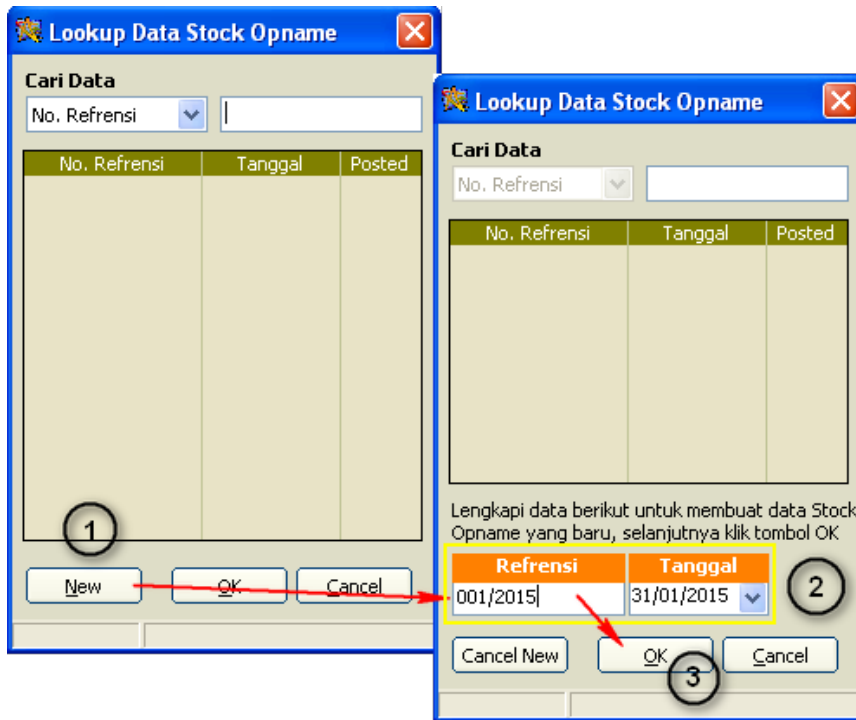 Lookup Data Stock Opname
Cari Data
No. Refrensi
No. Refrensi Tanggal Posted
1
New OK Cancel
Lookup Data Stock Opname
Cari Data
No. Refrensi
No. Refrensi Tanggal Posted
Lengkapi data berikut untuk membuat data Stock
Opname yang baru, selanjutnya klik tombol OK
Refrensi Tanggal
001/2015 31/01/2015
2
Cancel New OK Cancel
3